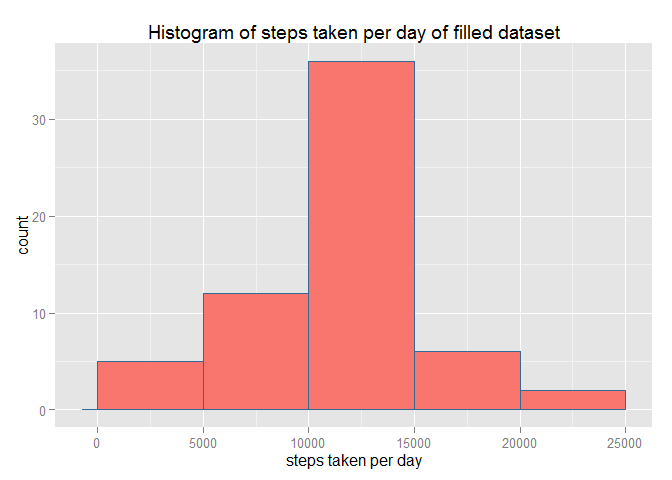 Histogram of steps taken per day of filled dataset
30
20
10
0
count
0 5000 10000 15000 20000 25000
steps taken per day